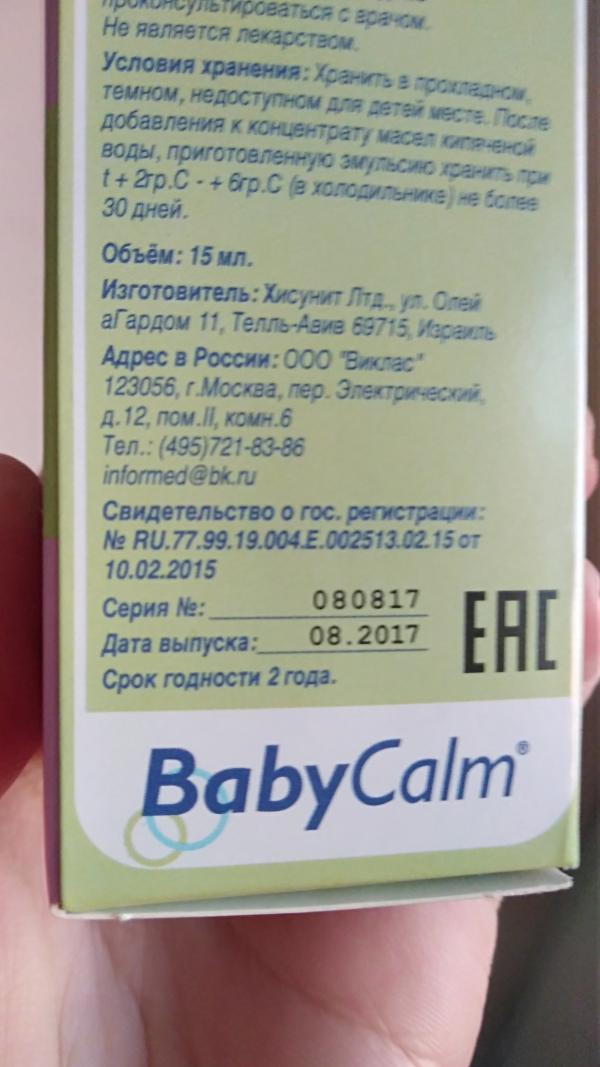 проконсультироваться с врачом.
Не является лекарством.
Условия хранения: Хранить в прохладном,
темном, недоступном для детей месте. После
добавления к концентрату масел кипяченой
воды, приготовленную эмульсию хранить при
t + 2гр.С - + 6гр.С (в холодильнике) не более
30 дней.
Объём: 15 мл.
Изготовитель: Хисунит Лтд., ул. Олей
аГардом 11, Телль-Авив 69715, Израиль
Адрес в России: ООО "Виклас"
123056, г.Москва, пер. Электрический,
д.12, пом.II, комн.6
Тел.: (495)721-83-86
informed@bk.ru
Свидетельство о гос. регистрации:
№ RU.77.99.19.004.Е.002513.02.15 от
10.02.2015
Серия №: 080817
Дата выпуска: 08.2017
Срок годности 2 года.
EAC
BabyCalm®